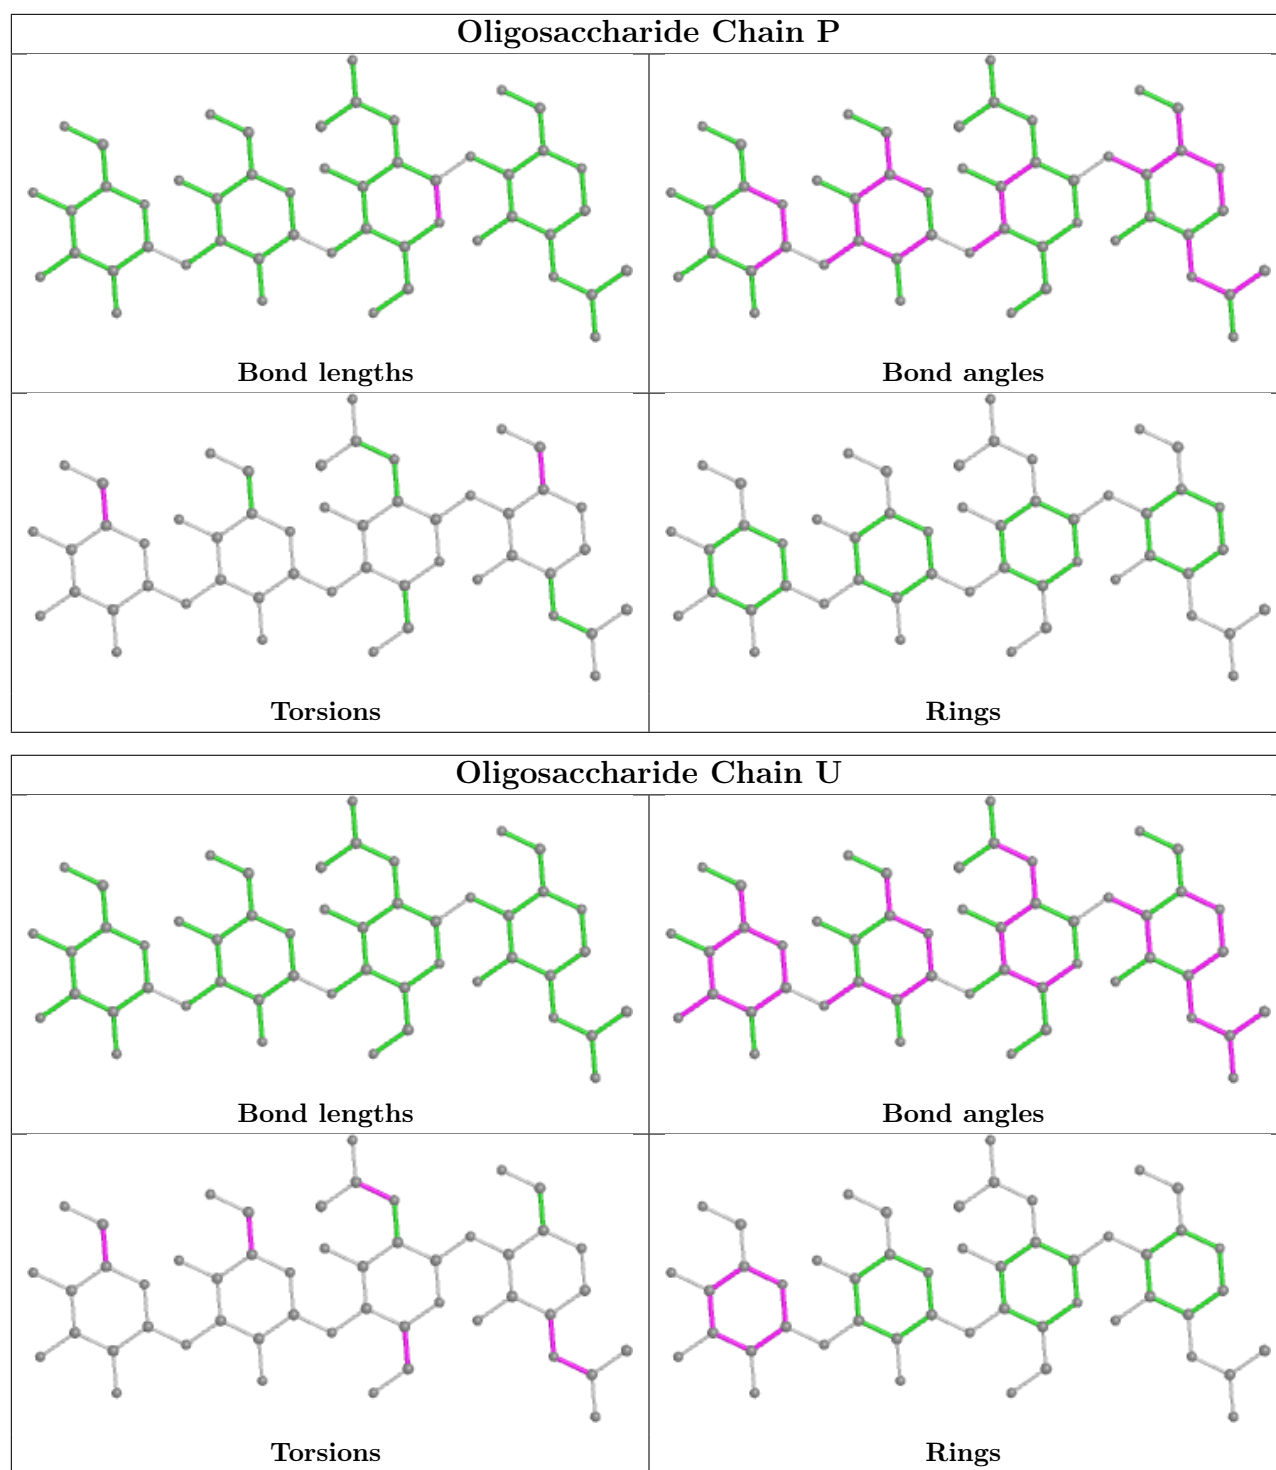 Oligosaccharide Chain P
Bond lengths
Bond angles
Torsions
Rings
Oligosaccharide Chain U
Bond lengths
Bond angles
Torsions
Rings